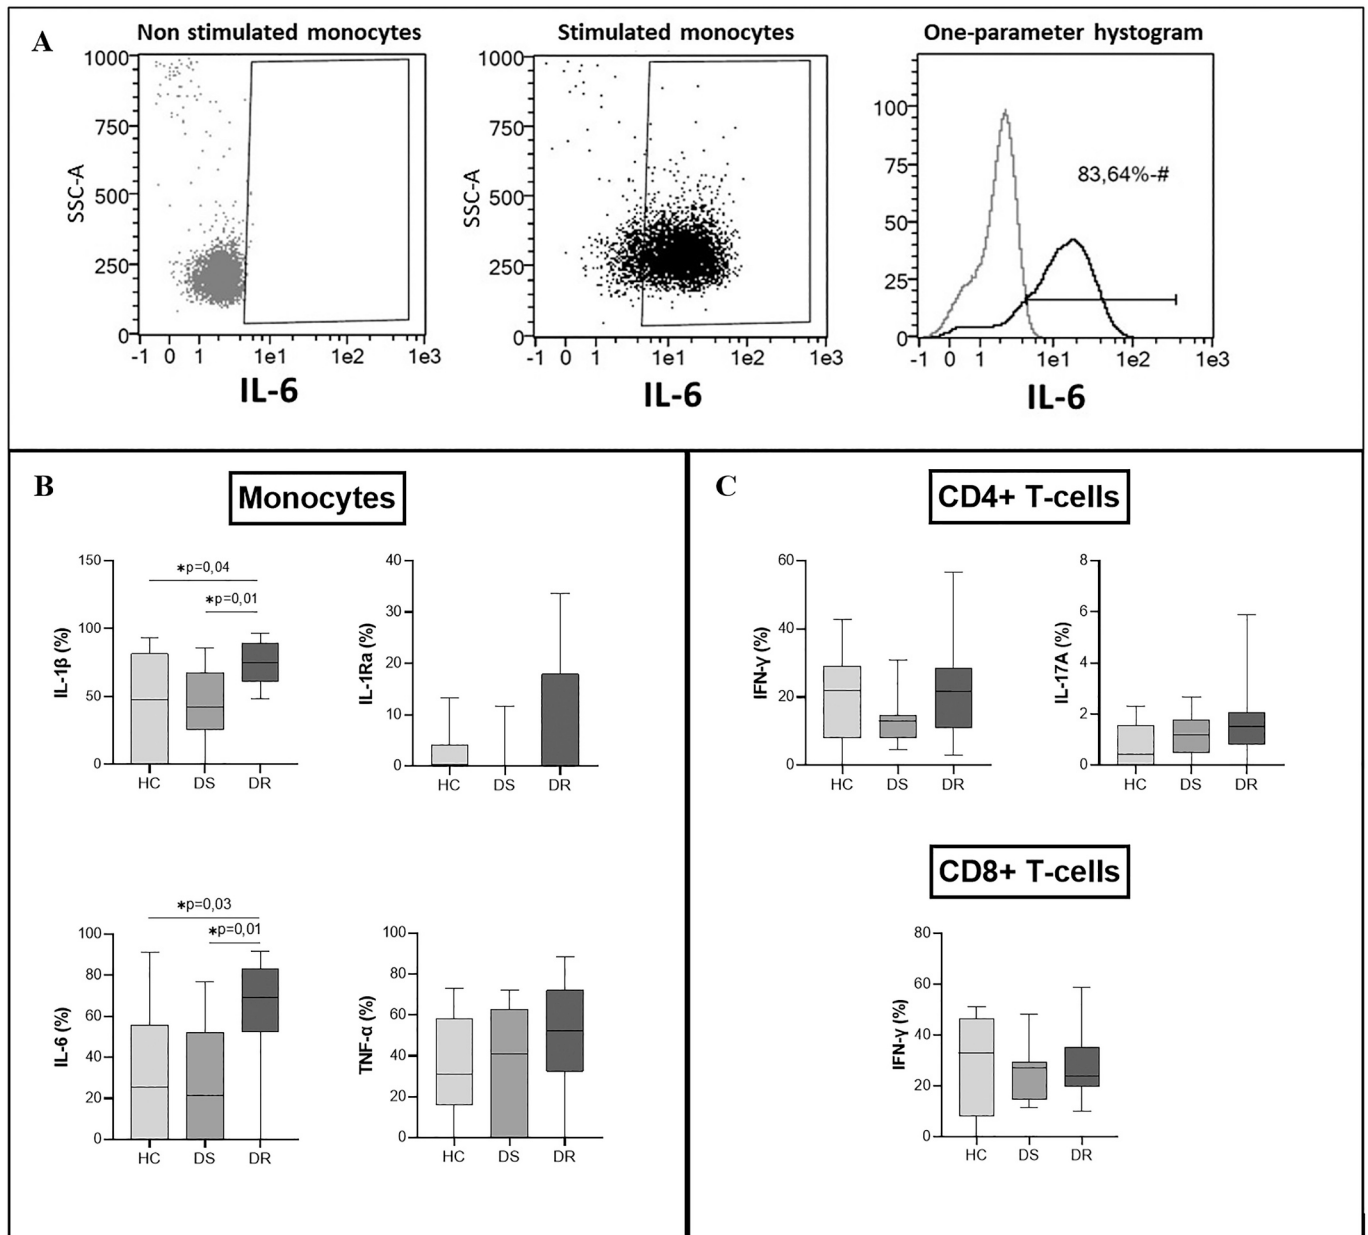 A
Non stimulated monocytes
Stimulated monocytes
One-parameter hystogram
SSC-A
1000
750
500
250
0
-1 0 1 1e1 1e2 1e3
IL-6
SSC-A
1000
750
500
250
0
-1 0 1 1e1 1e2 1e3
IL-6
100
75
50
25
0
83,64%-#
-1 0 1 1e1 1e2 1e3
IL-6
B
Monocytes
IL-1β (%)
150
100
50
0
*p=0,04
*p=0,01
HC DS DR
IL-1Ra (%)
40
30
20
10
0
HC DS DR
IL-6 (%)
100
80
60
40
20
0
*p=0,03
*p=0,01
HC DS DR
TNF-α (%)
100
80
60
40
20
0
HC DS DR
C
CD4+ T-cells
IFN-γ (%)
60
40
20
0
HC DS DR
IL-17A (%)
8
6
4
2
0
HC DS DR
CD8+ T-cells
IFN-γ (%)
80
60
40
20
0
HC DS DR